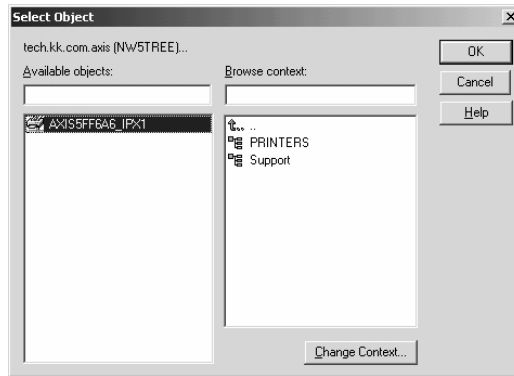 Select Object
tech.kk.com.axis (NW5TREE)...
Available objects:
Browse context:
AXIS5FF6A6_IPX1
..
PRINTERS
Support
OK
Cancel
Help
Change Context...